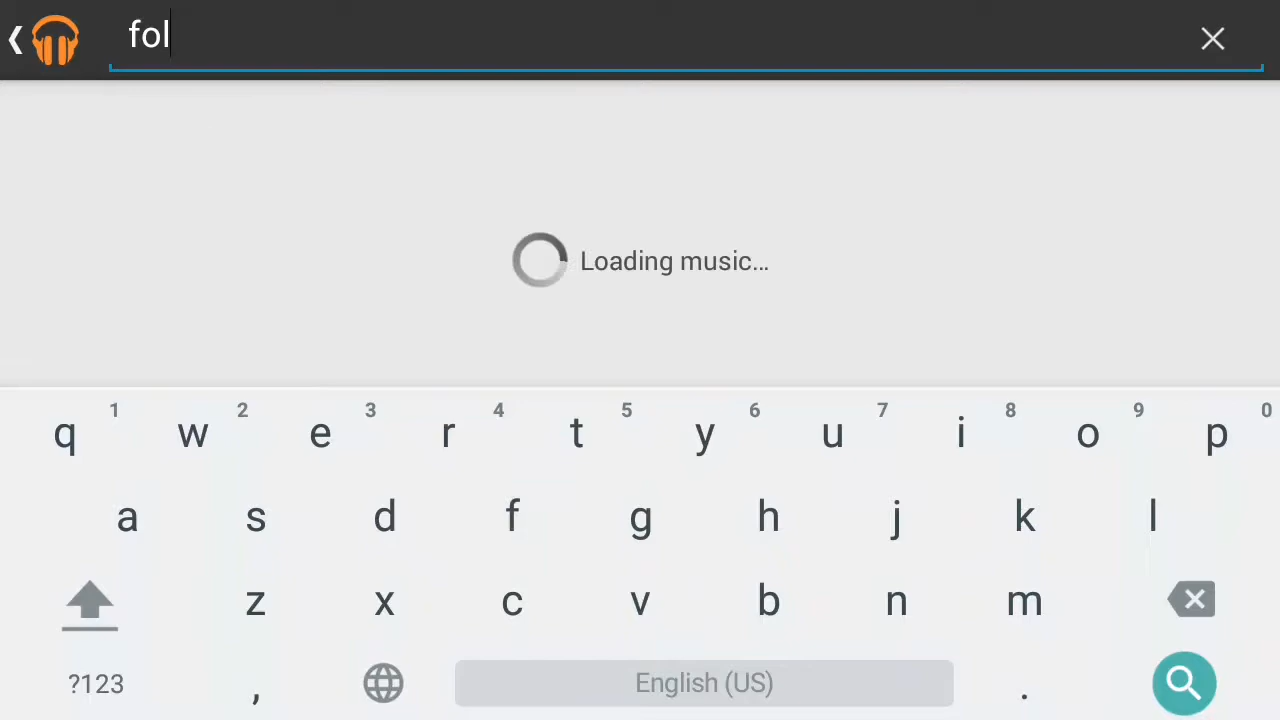 fol
Loading music...
1 2 3 4 5 6 7 8 9 0
q w e r t y u i o p
a s d f g h j k l
z x c v b n m
?123 , English (US) .